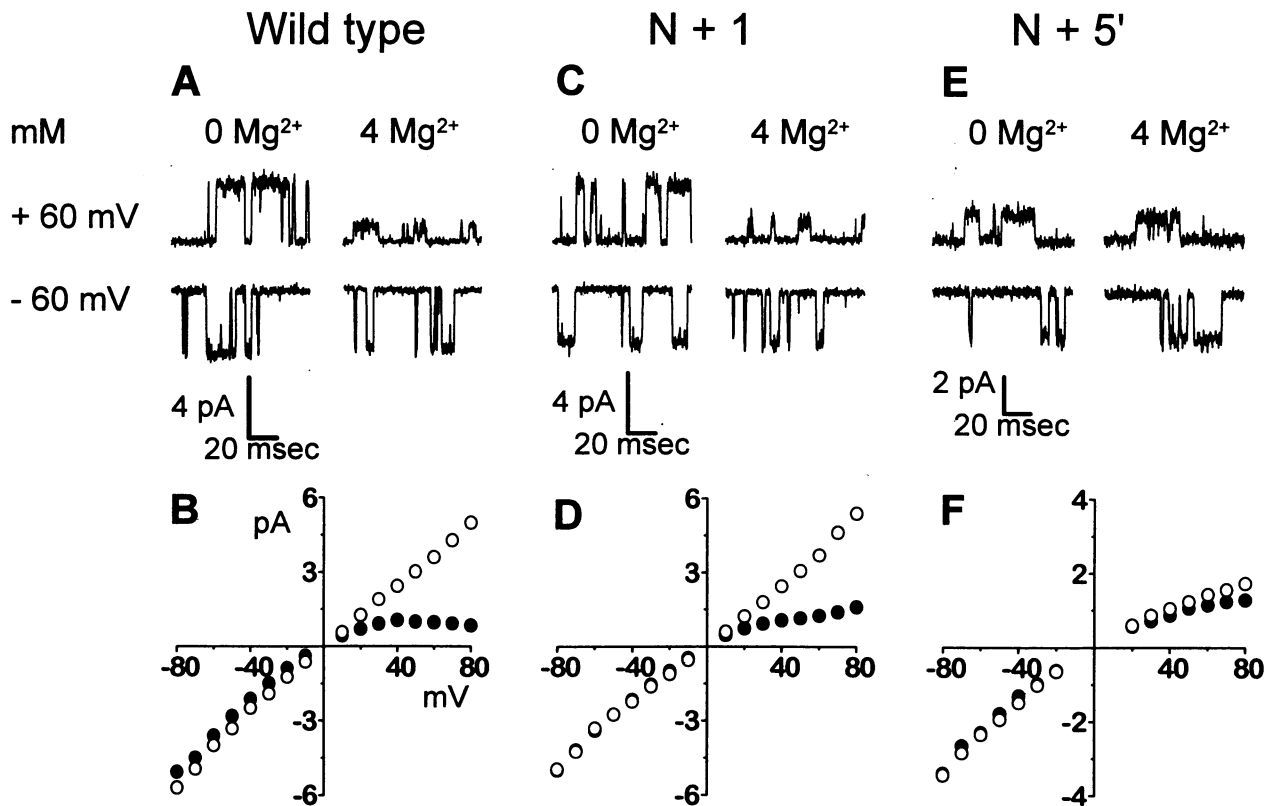 Wild type N + 1 N + 5'
A C E
mM 0 Mg²⁺ 4 Mg²⁺ 0 Mg²⁺ 4 Mg²⁺ 0 Mg²⁺ 4 Mg²⁺
+ 60 mV
- 60 mV
4 pA 4 pA 2 pA
20 msec 20 msec 20 msec
B pA 6 D 6 F 4
3 3 2
-80 -40 40 80 -80 -40 40 80 -80 -40 40 80
mV
-3 -3 -2
-6 -6 -4